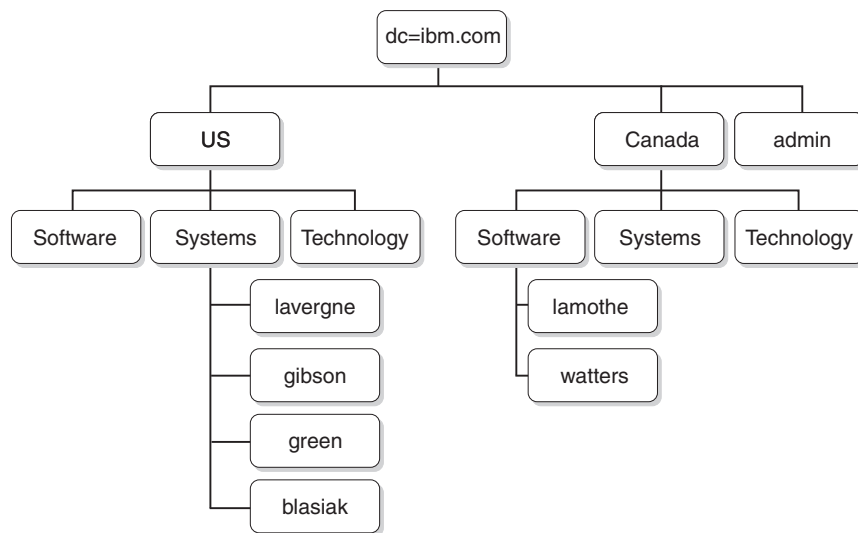 dc=ibm.com
US
Canada
admin
Software
Systems
Technology
Software
Systems
Technology
lavergne
lamothe
gibson
watters
green
blasiak